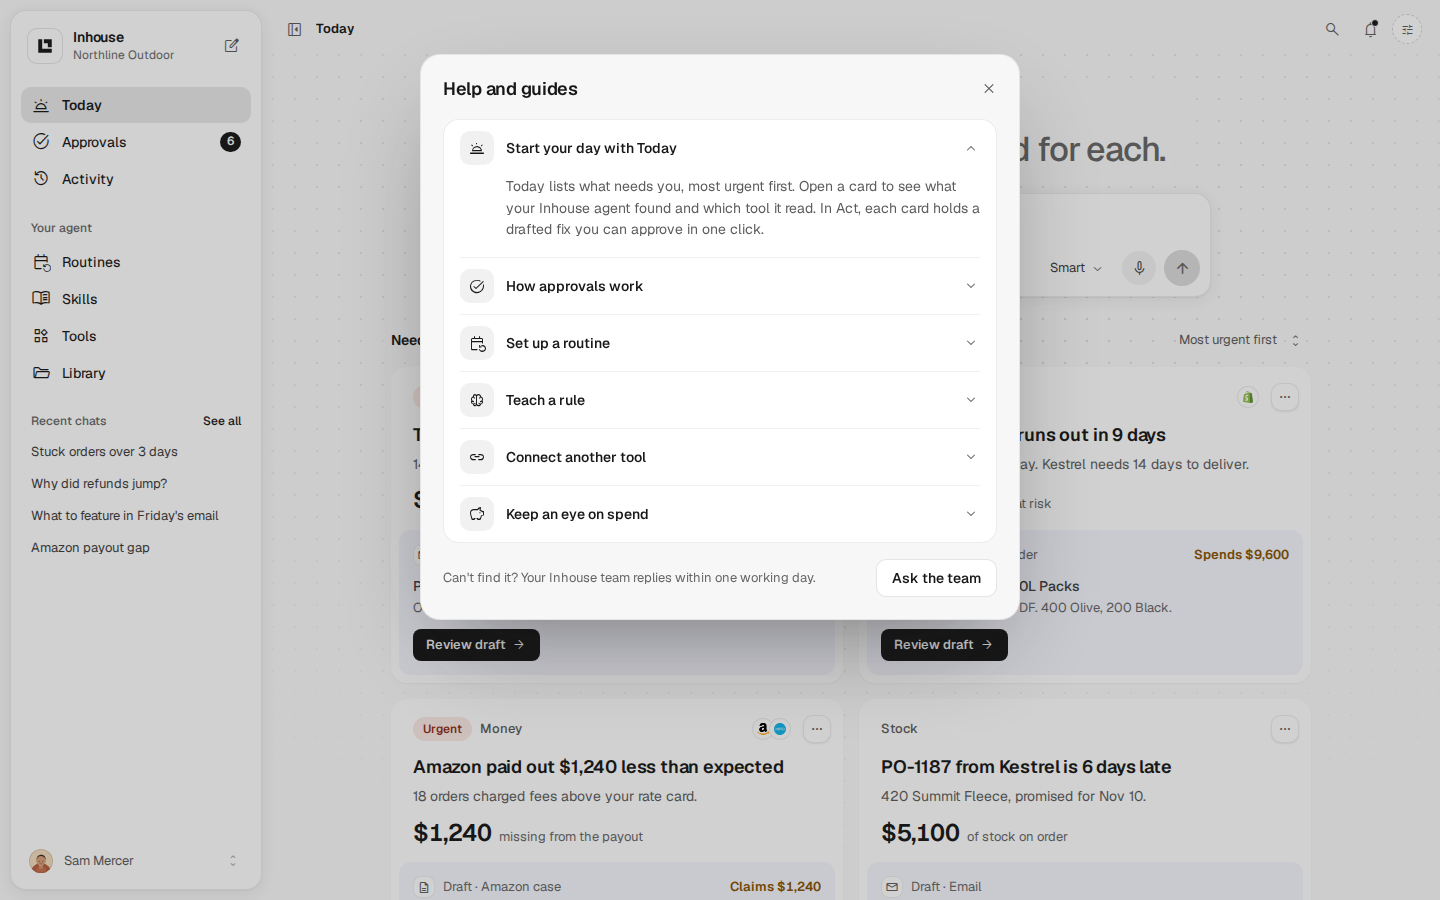 Inhouse
Northline Outdoor
Today
Approvals
6
Activity
Your agent
Routines
Skills
Tools
Library
Recent chats
See all
Stuck orders over 3 days
Why did refunds jump?
What to feature in Friday's email
Amazon payout gap
Sam Mercer
Today
Help and guides
Start your day with Today
Today lists what needs you, most urgent first. Open a card to see what
your Inhouse agent found and which tool it read. In Act, each card holds a
drafted fix you can approve in one click.
How approvals work
Set up a routine
Teach a rule
Connect another tool
Keep an eye on spend
Can't find it? Your Inhouse team replies within one working day.
Ask the team
for each.
Smart
Most urgent first
runs out in 9 days
Kestrel needs 14 days to deliver.
risk
Spends $9,600
Packs
400 Olive, 200 Black.
Review draft
Review draft
Urgent
Money
Amazon paid out $1,240 less than expected
18 orders charged fees above your rate card.
$1,240 missing from the payout
Draft · Amazon case
Claims $1,240
Stock
PO-1187 from Kestrel is 6 days late
420 Summit Fleece, promised for Nov 10.
$5,100 of stock on order
Draft · Email